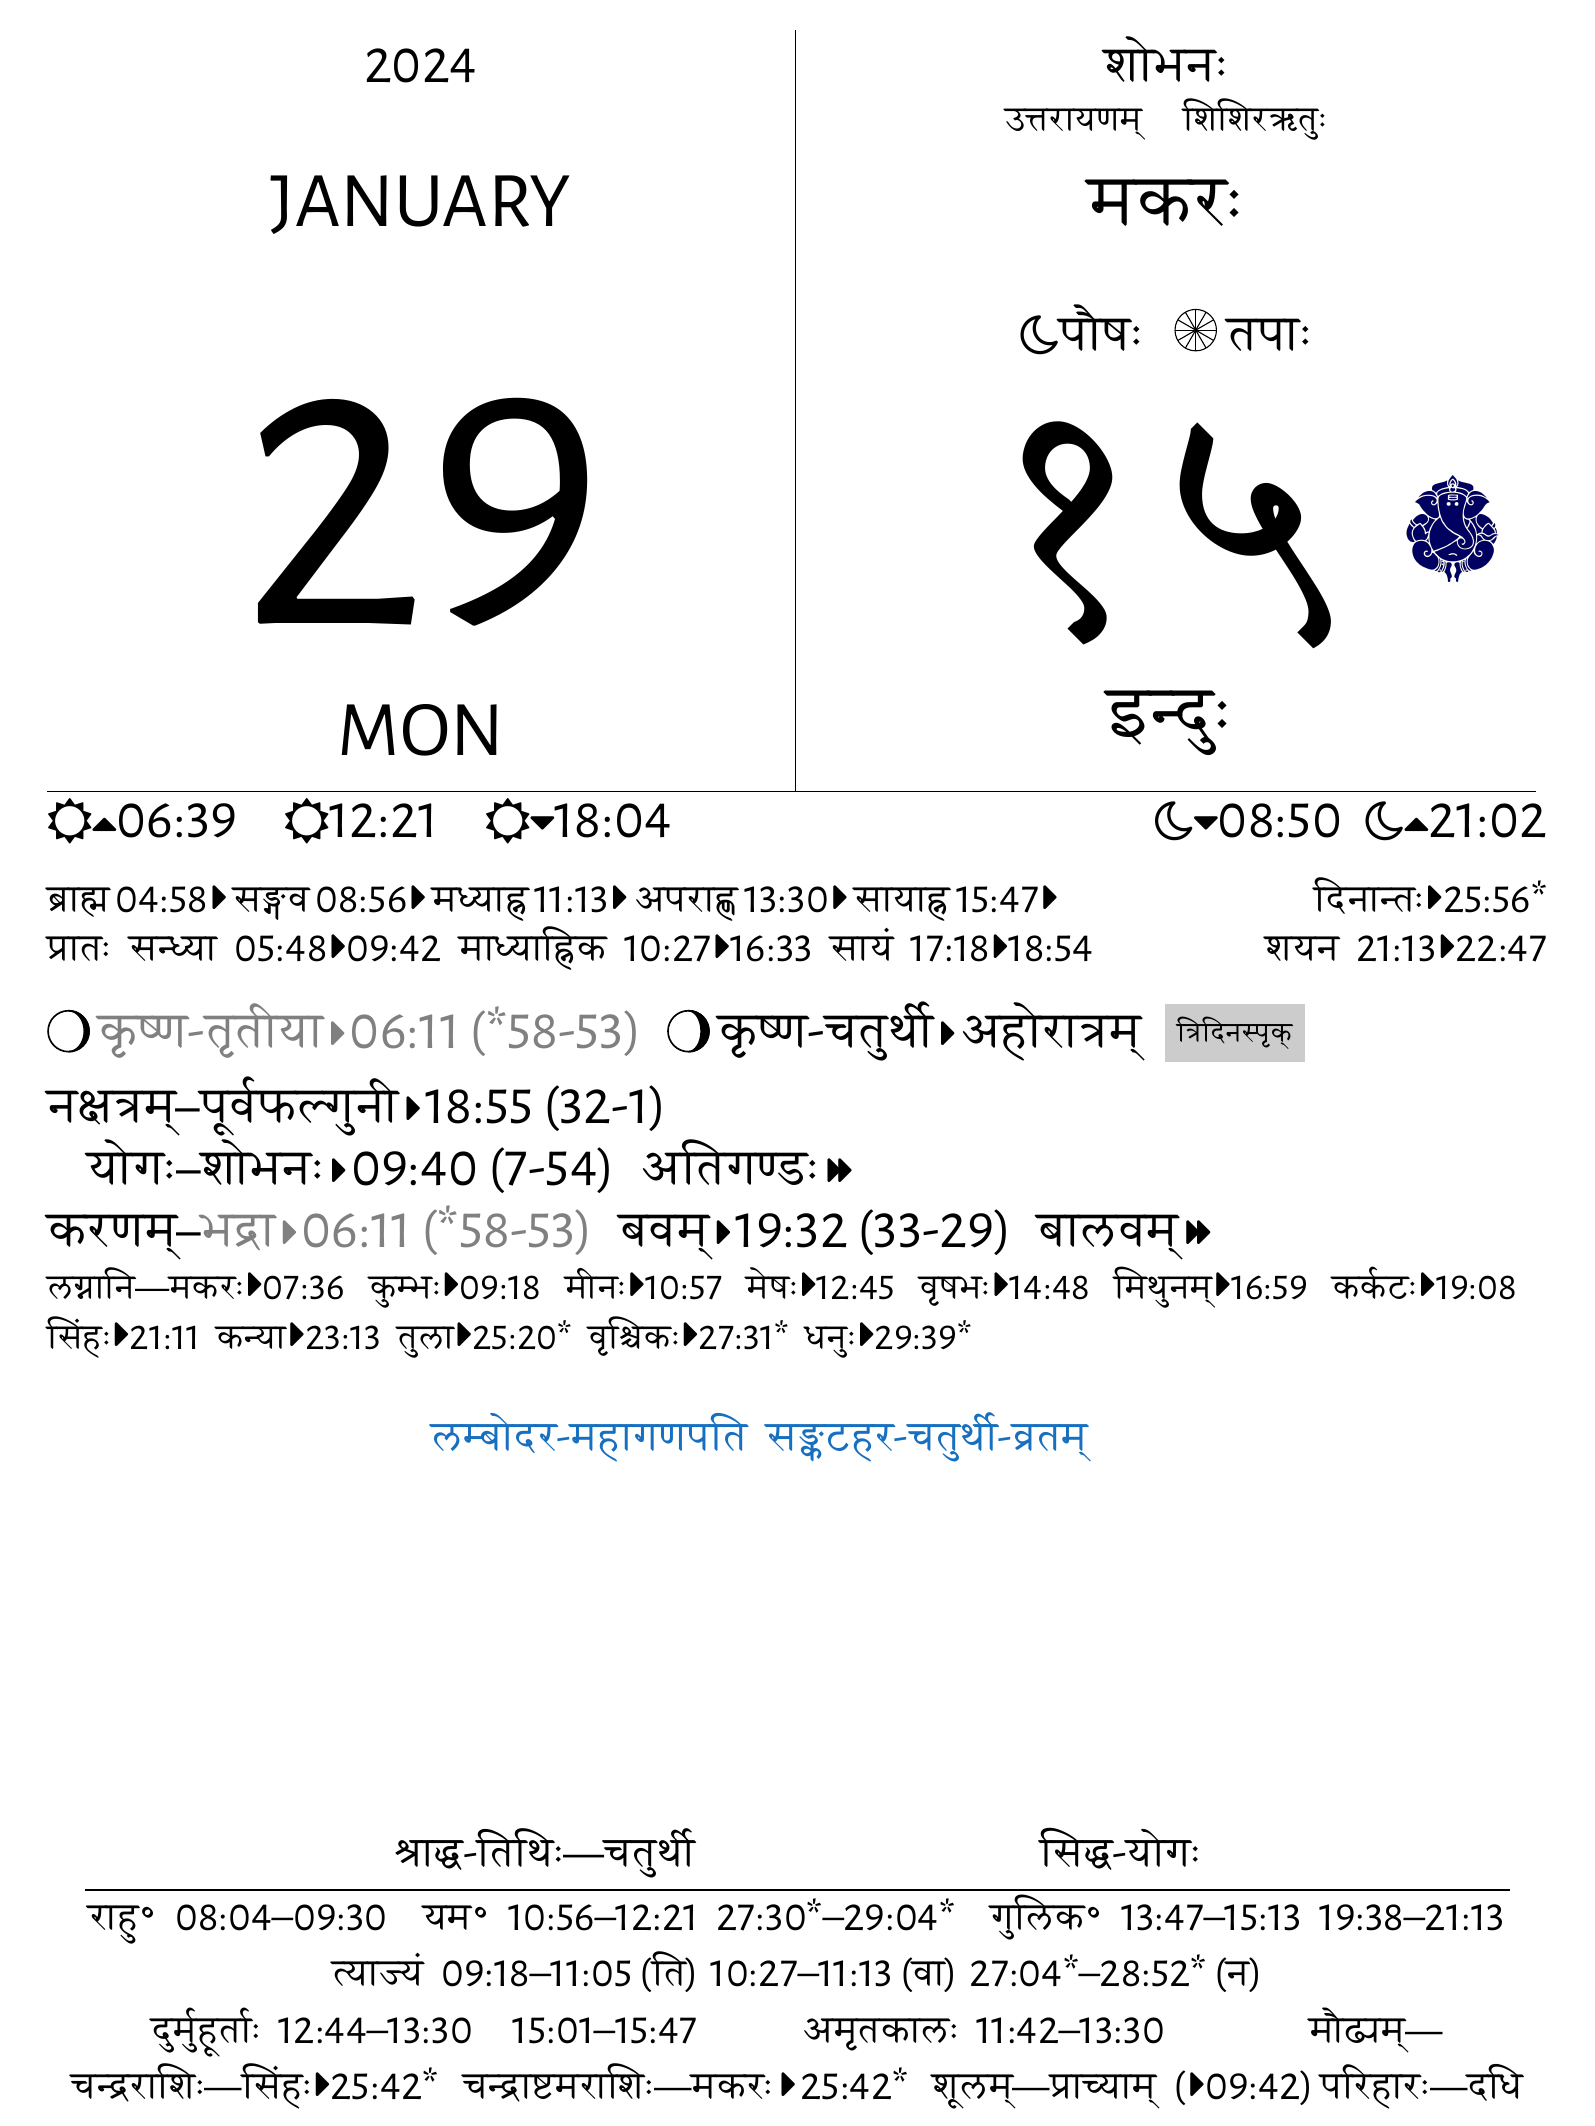 2024
JANUARY
29
MON
शोभनः
उत्तरायणम् शिशिरऋतुः
मकरः
पौषः तपाः
१५
इन्दुः
06:39 12:21 18:04 08:50 21:02
ब्राह्म 04:58 सङ्गव 08:56 मध्याह्न 11:13 अपराह्ण 13:30 सायाह्न 15:47 दिनान्तः 25:56*
प्रातः सन्ध्या 05:48 09:42 माध्याह्निक 10:27 16:33 सायं 17:18 18:54 शयन 21:13 22:47
कृष्ण-तृतीया 06:11 (*58-53) कृष्ण-चतुर्थी अहोरात्रम् त्रिदिनस्पृक्
नक्षत्रम्–पूर्वफल्गुनी 18:55 (32-1)
योगः–शोभनः 09:40 (7-54) अतिगण्डः
करणम्–भद्रा 06:11 (*58-53) बवम् 19:32 (33-29) बालवम्
लग्नानि—मकरः 07:36 कुम्भः 09:18 मीनः 10:57 मेषः 12:45 वृषभः 14:48 मिथुनम् 16:59 कर्कटः 19:08
सिंहः 21:11 कन्या 23:13 तुला 25:20* वृश्चिकः 27:31* धनुः 29:39*
लम्बोदर-महागणपति सङ्कटहर-चतुर्थी-व्रतम्
श्राद्ध-तिथिः—चतुर्थी सिद्ध-योगः
राहु॰ 08:04–09:30 यम॰ 10:56–12:21 27:30*–29:04* गुलिक॰ 13:47–15:13 19:38–21:13
त्याज्यं 09:18–11:05 (ति) 10:27–11:13 (वा) 27:04*–28:52* (न)
दुर्मुहूर्ताः 12:44–13:30 15:01–15:47 अमृतकालः 11:42–13:30 मौढ्यम्—
चन्द्रराशिः—सिंहः 25:42* चन्द्राष्टमराशिः—मकरः 25:42* शूलम्—प्राच्याम् (09:42) परिहारः—दधि